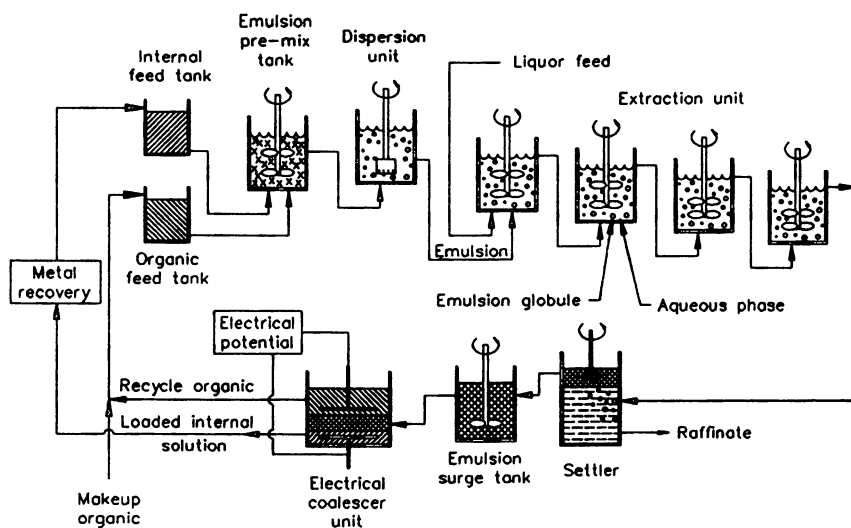 Emulsion
pre-mix
tank
Dispersion
unit
Internal
feed tank
Liquor feed
Extraction unit
Organic
feed tank
Emulsion
Metal
recovery
Emulsion globule
Aqueous phase
Electrical
potential
Recycle organic
Loaded internal
solution
Raffinate
Makeup
organic
Electrical
coalescer
unit
Emulsion
surge tank
Settler